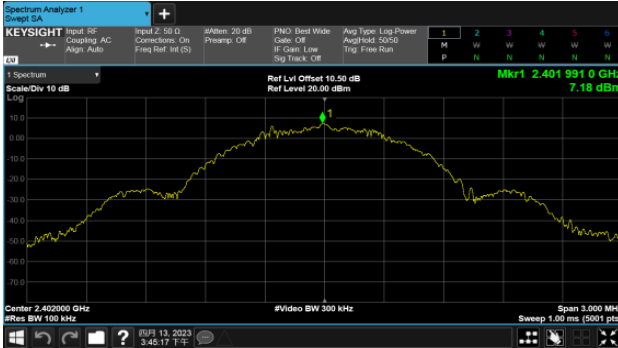 Spectrum Analyzer 1
Swept SA
+
KEYSIGHT Input: RF
Coupling: AC
Align: Auto
LXI
Input Z: 50 Ω
Corrections: On
Freq Ref: Int (S)
#Atten: 20 dB
Preamp: Off
PNO: Best Wide
Gate: Off
IF Gain: Low
Sig Track: Off
Avg Type: Log-Power
Avg|Hold: 50/50
Trig: Free Run
1 2 3 4 5 6
M W W W W W
P N N N N N
1 Spectrum
Scale/Div 10 dB
Ref Lvl Offset 10.50 dB
Ref Level 20.00 dBm
Mkr1 2.401 991 0 GHz
7.18 dBm
Log
1
10.0
0.00
-10.0
-20.0
-30.0
-40.0
-50.0
-60.0
-70.0
Center 2.402000 GHz
#Res BW 100 kHz
#Video BW 300 kHz
Span 3.000 MH
Sweep 1.00 ms (5001 pts
?
四月 13, 2023
3:45:17 下午